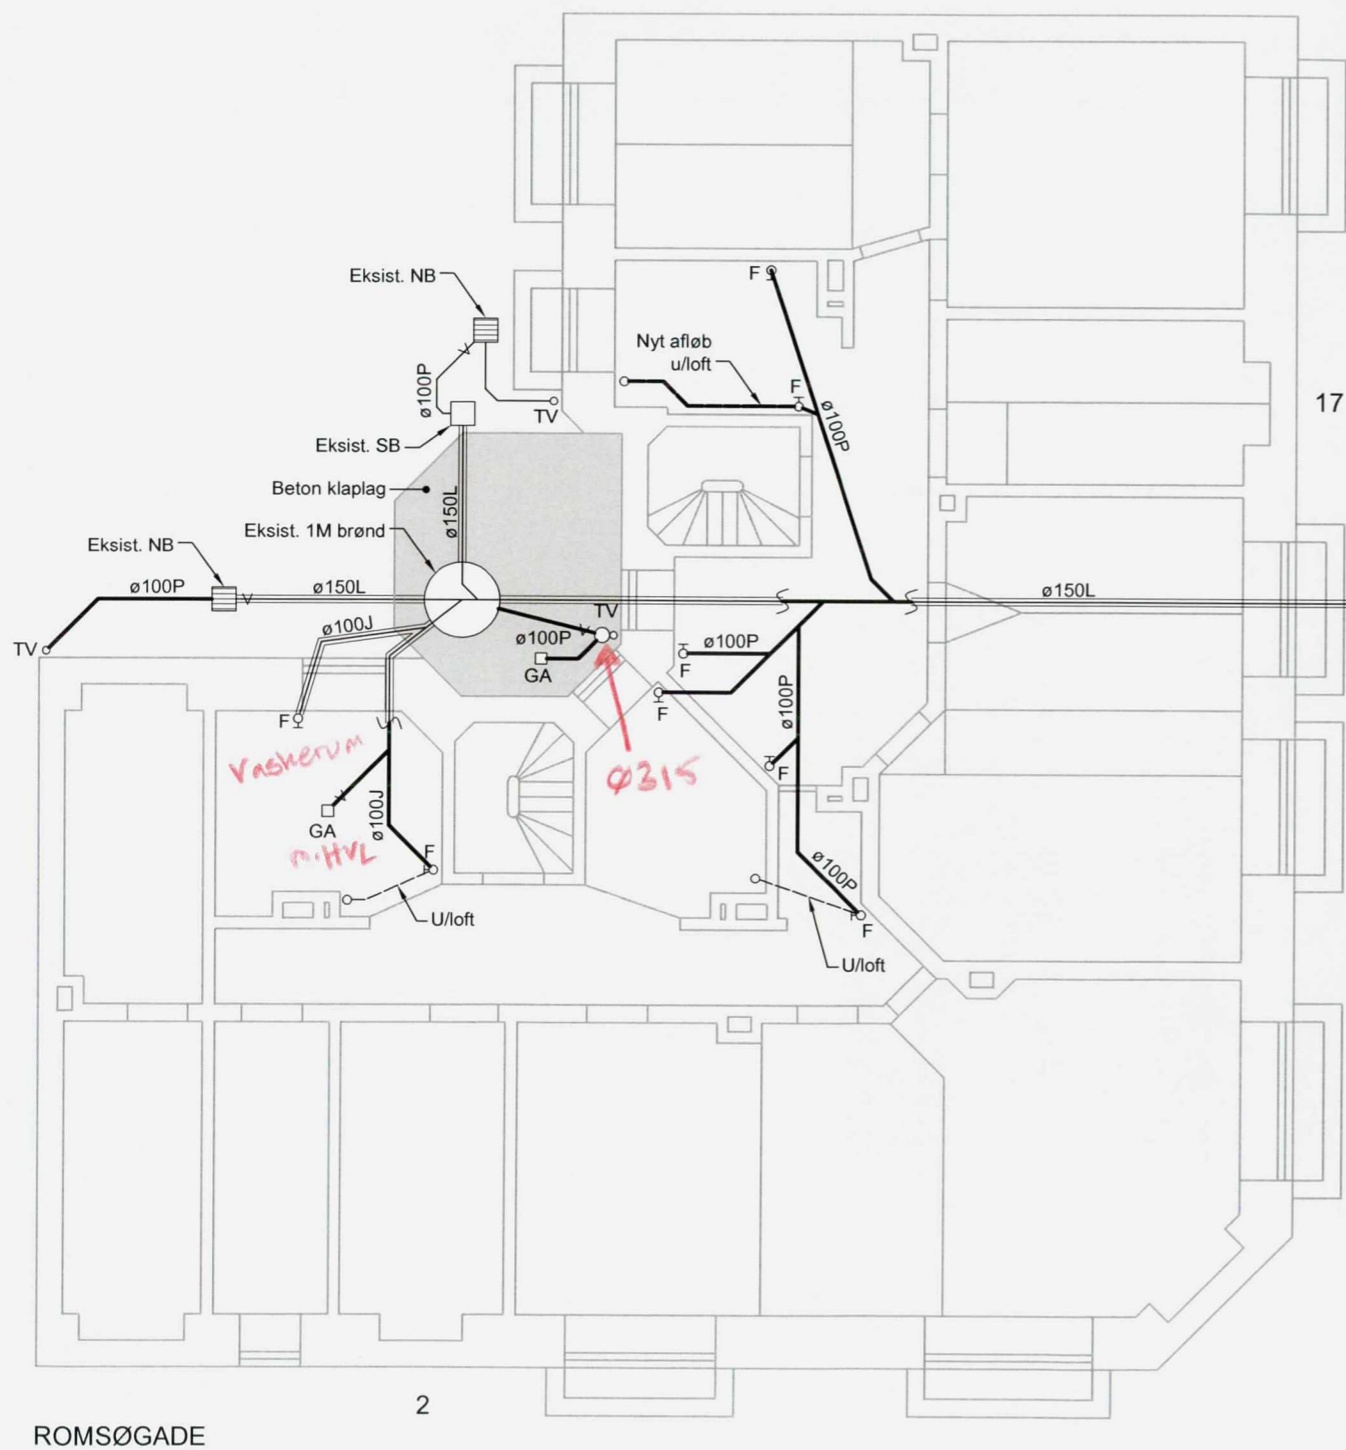 F
Eksist. NB
Nyt afløb
u/loft
F
ø100P
TV
ø100P
17
Eksist. SB
Beton klaplag
ø150L
Eksist. 1M brønd
Eksist. NB
ø100P
ø150L
ø150L
TV
ø100J
ø100P
ø100P
TV
GA
F
F
F
ø100P
F
Vaskerum
ø315
GA
ø100J
m.HVL
F
ø100P
U/loft
F
U/loft
2
ROMSØGADE